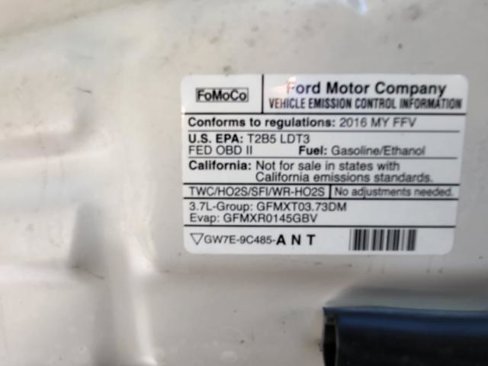 FoMoCo
Ford Motor Company
VEHICLE EMISSION CONTROL INFORMATION
Conforms to regulations: 2016 MY FFV
U.S. EPA: T2B5 LDT3
FED OBD II Fuel: Gasoline/Ethanol
California: Not for sale in states with
California emissions standards.
TWC/HO2S/SFI/WR-HO2S No adjustments needed.
3.7L-Group: GFMXT03.73DM
Evap: GFMXR0145GBV
▽GW7E-9C485-ANT